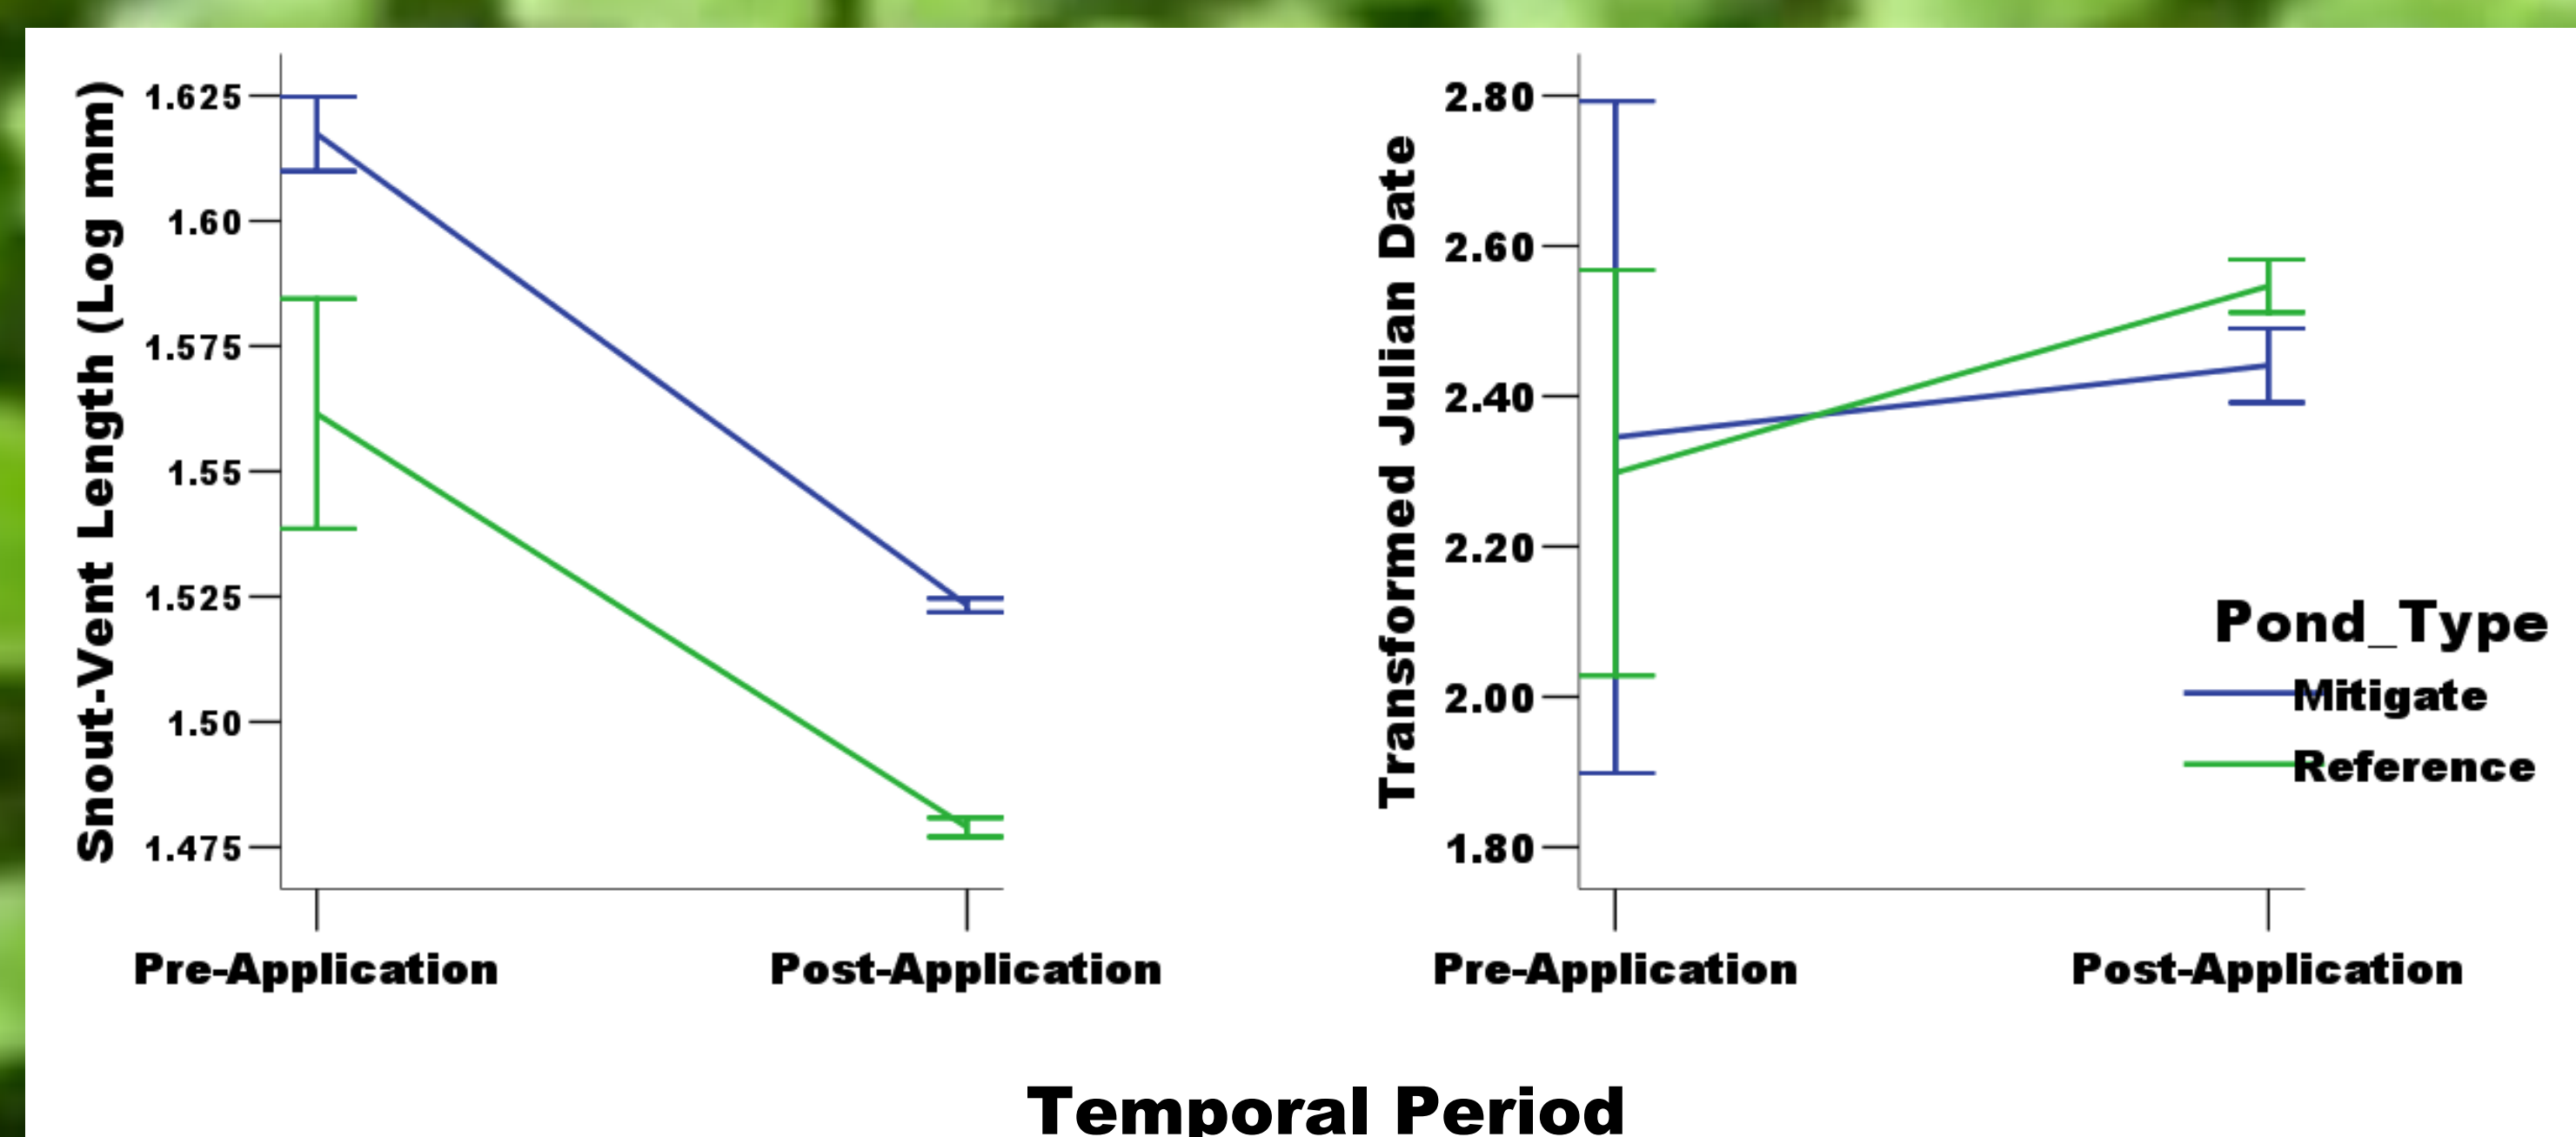 Snout-Vent Length (Log mm)
1.625
1.60
1.575
1.55
1.525
1.50
1.475
Pre-Application
Post-Application
Transformed Julian Date
2.80
2.60
2.40
2.20
2.00
1.80
Pre-Application
Post-Application
Pond_Type
Mitigate
Reference
Temporal Period